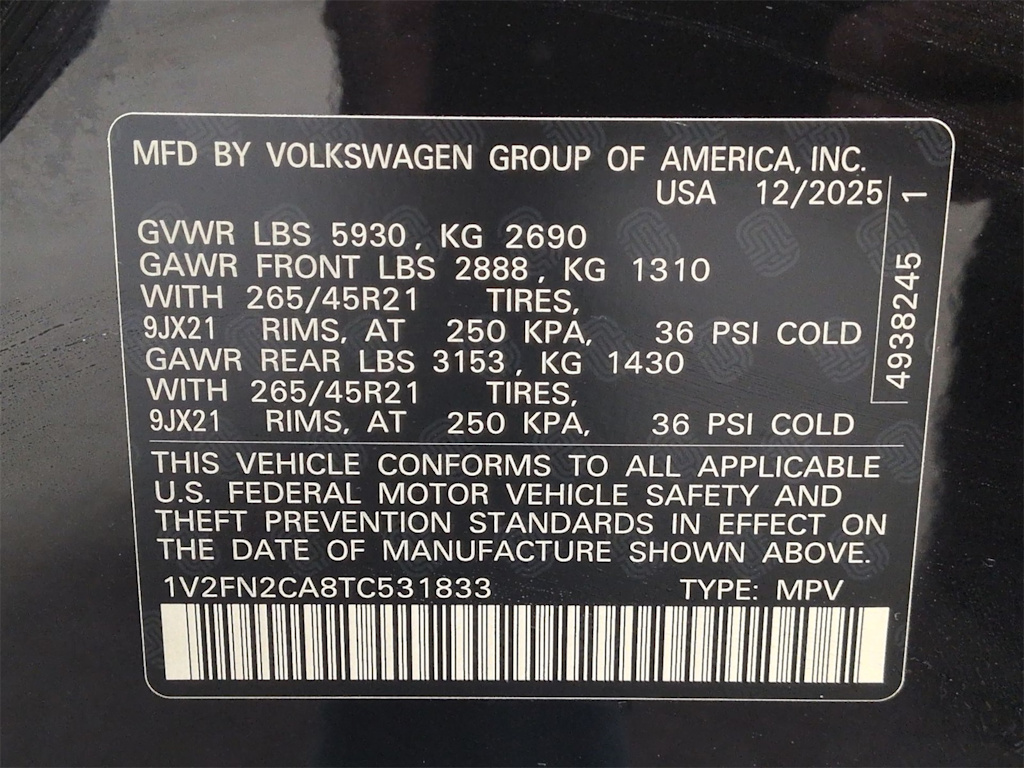 MFD BY VOLKSWAGEN GROUP OF AMERICA, INC.
USA 12/2025
GVWR LBS 5930, KG 2690
GAWR FRONT LBS 2888, KG 1310
WITH 265/45R21 TIRES,
9JX21 RIMS, AT 250 KPA, 36 PSI COLD
GAWR REAR LBS 3153, KG 1430
WITH 265/45R21 TIRES,
9JX21 RIMS, AT 250 KPA, 36 PSI COLD
4938245 1
THIS VEHICLE CONFORMS TO ALL APPLICABLE
U.S. FEDERAL MOTOR VEHICLE SAFETY AND
THEFT PREVENTION STANDARDS IN EFFECT ON
THE DATE OF MANUFACTURE SHOWN ABOVE.
1V2FN2CA8TC531833 TYPE: MPV